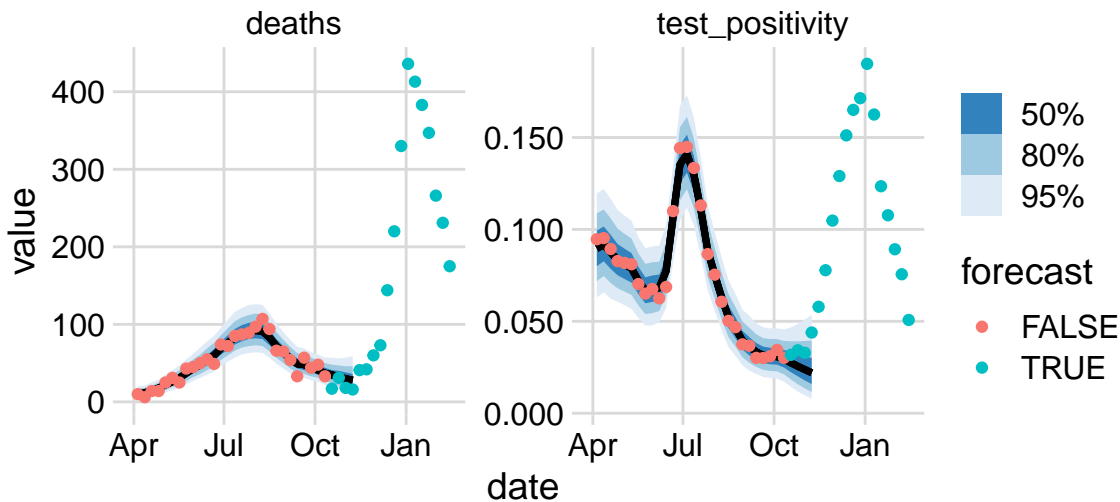 deaths
test_positivity
value
400
300
200
100
0
Apr
Jul
Oct
Jan
0.150
0.100
0.050
0.000
Apr
Jul
Oct
Jan
date
50%
80%
95%
forecast
FALSE
TRUE